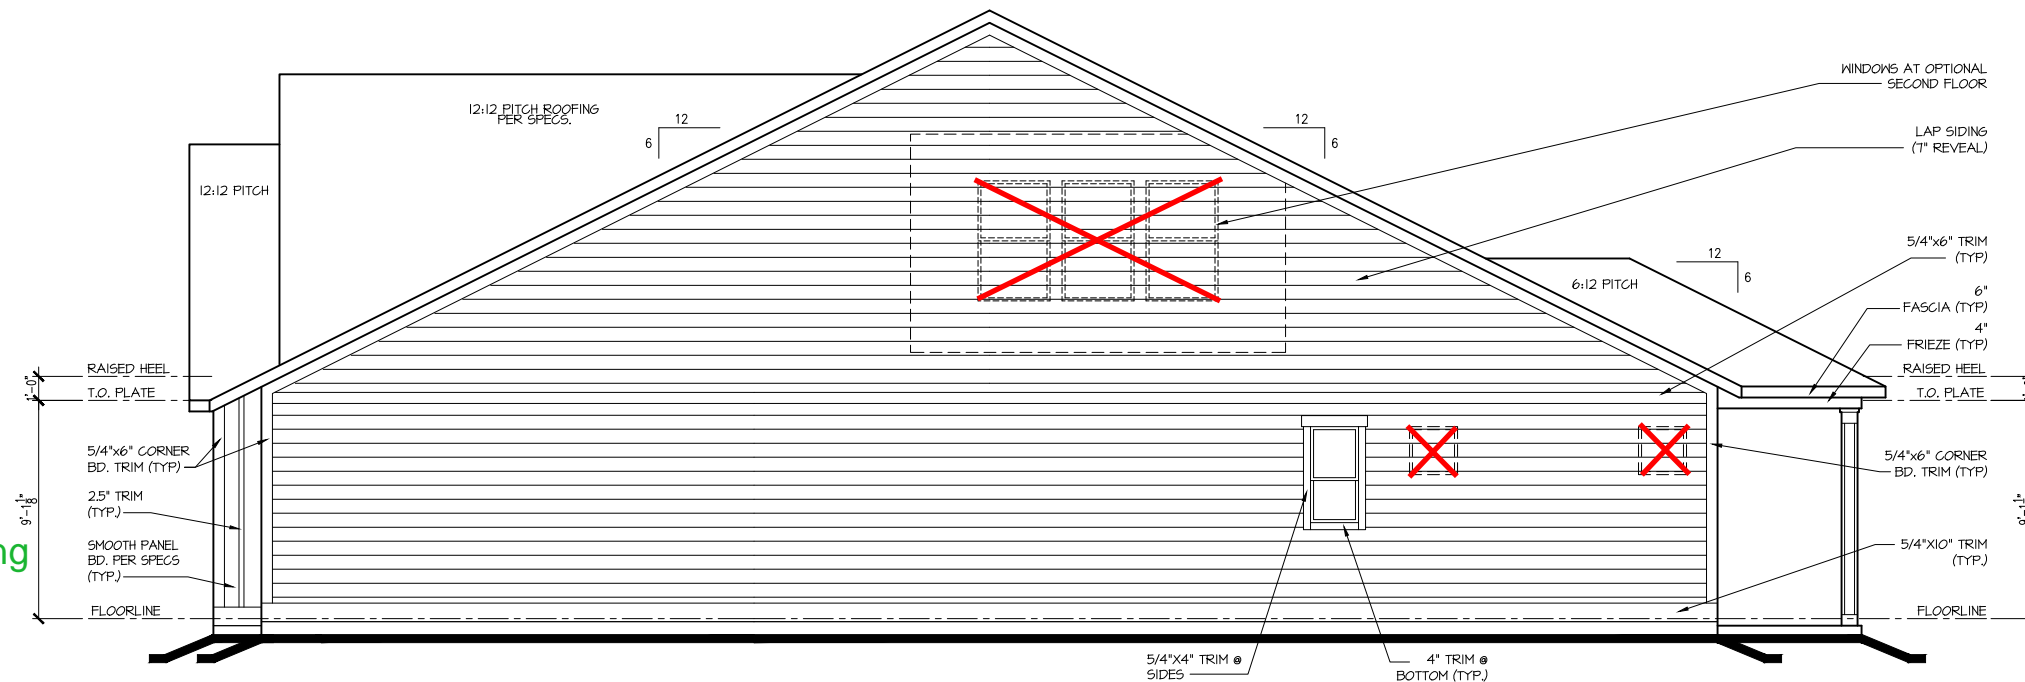 WINDOWS AT OPTIONAL
SECOND FLOOR
12:12 PITCH ROOFING
PER SPECS.
12
6
12
6
LAP SIDING
(7" REVEAL)
12:12 PITCH
5/4"x6" TRIM
(TYP)
12
6
6:12 PITCH
6"
FASCIA (TYP)
4"
FRIEZE (TYP)
RAISED HEEL
RAISED HEEL
1'-0"
T.O. PLATE
T.O. PLATE
5/4"x6" CORNER
BD. TRIM (TYP)
5/4"x6" CORNER
BD. TRIM (TYP)
2.5" TRIM
(TYP.)
9'-1 1/8"
SMOOTH PANEL
BD. PER SPECS
(TYP.)
5/4"X10" TRIM
(TYP.)
FLOORLINE
FLOORLINE
5/4"X4" TRIM @
SIDES
4" TRIM @
BOTTOM (TYP.)